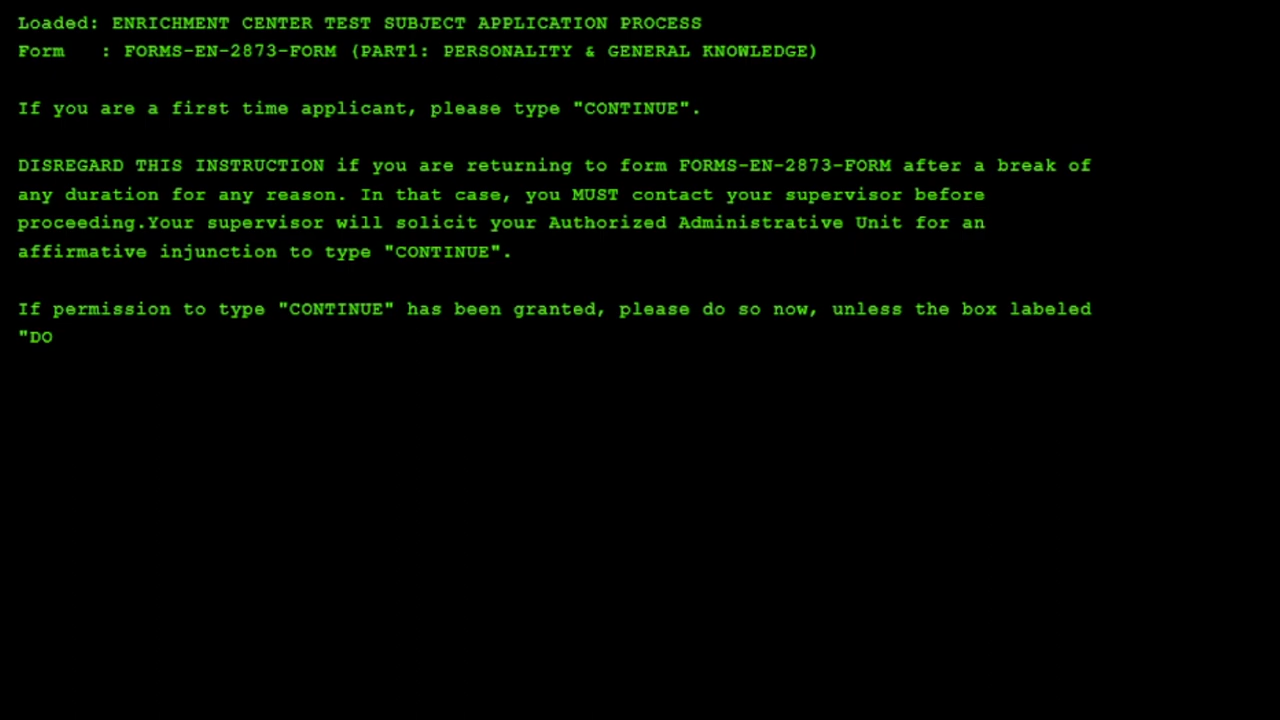 Loaded: ENRICHMENT CENTER TEST SUBJECT APPLICATION PROCESS
Form   : FORMS-EN-2873-FORM (PART1: PERSONALITY & GENERAL KNOWLEDGE)
If you are a first time applicant, please type "CONTINUE".
DISREGARD THIS INSTRUCTION if you are returning to form FORMS-EN-2873-FORM after a break of
any duration for any reason. In that case, you MUST contact your supervisor before
proceeding.Your supervisor will solicit your Authorized Administrative Unit for an
affirmative injunction to type "CONTINUE".
If permission to type "CONTINUE" has been granted, please do so now, unless the box labeled
"DO